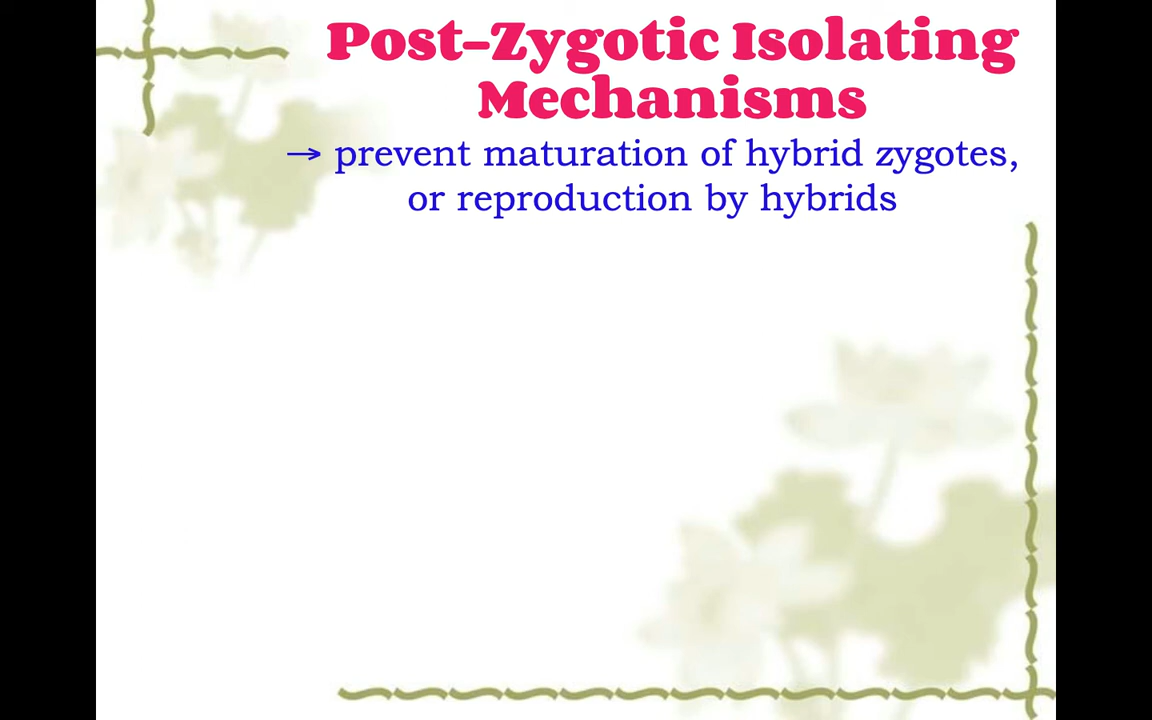 Post-Zygotic Isolating
Mechanisms
→ prevent maturation of hybrid zygotes,
or reproduction by hybrids